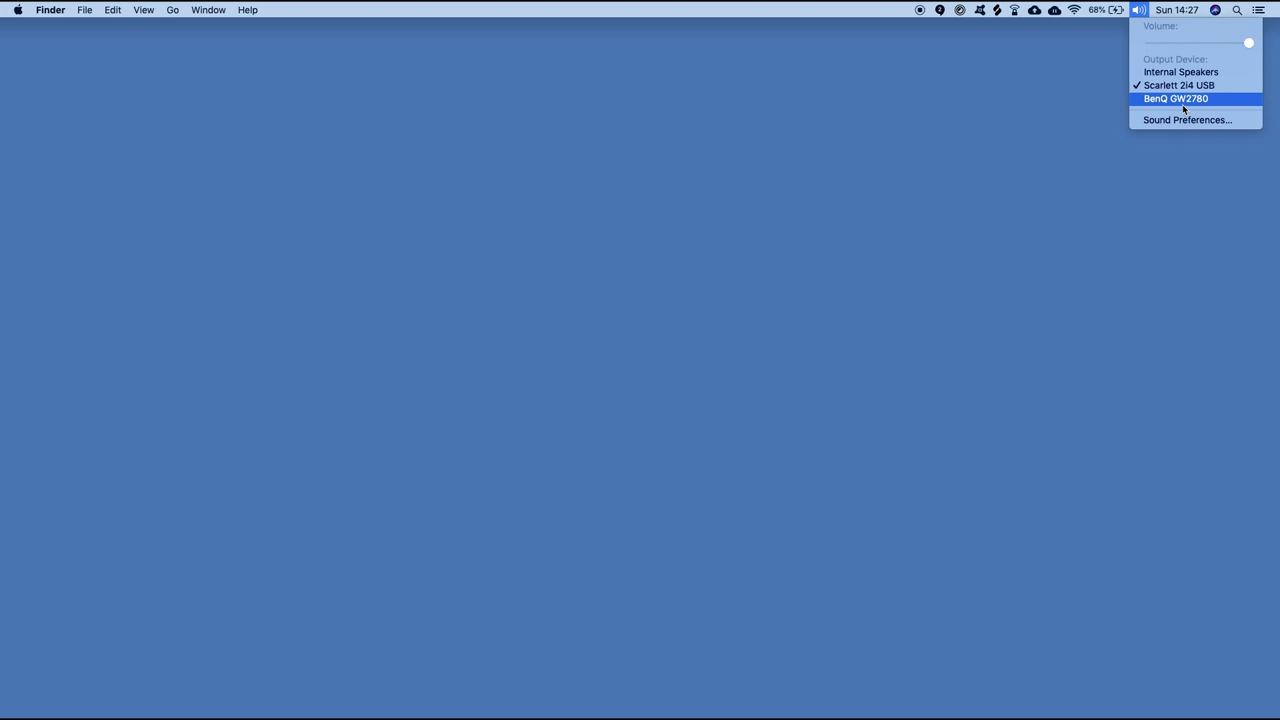 Finder File Edit View Go Window Help 68% Sun 14:27
Volume:
Output Device:
Internal Speakers
✓ Scarlett 2i4 USB
BenQ GW2780
Sound Preferences...